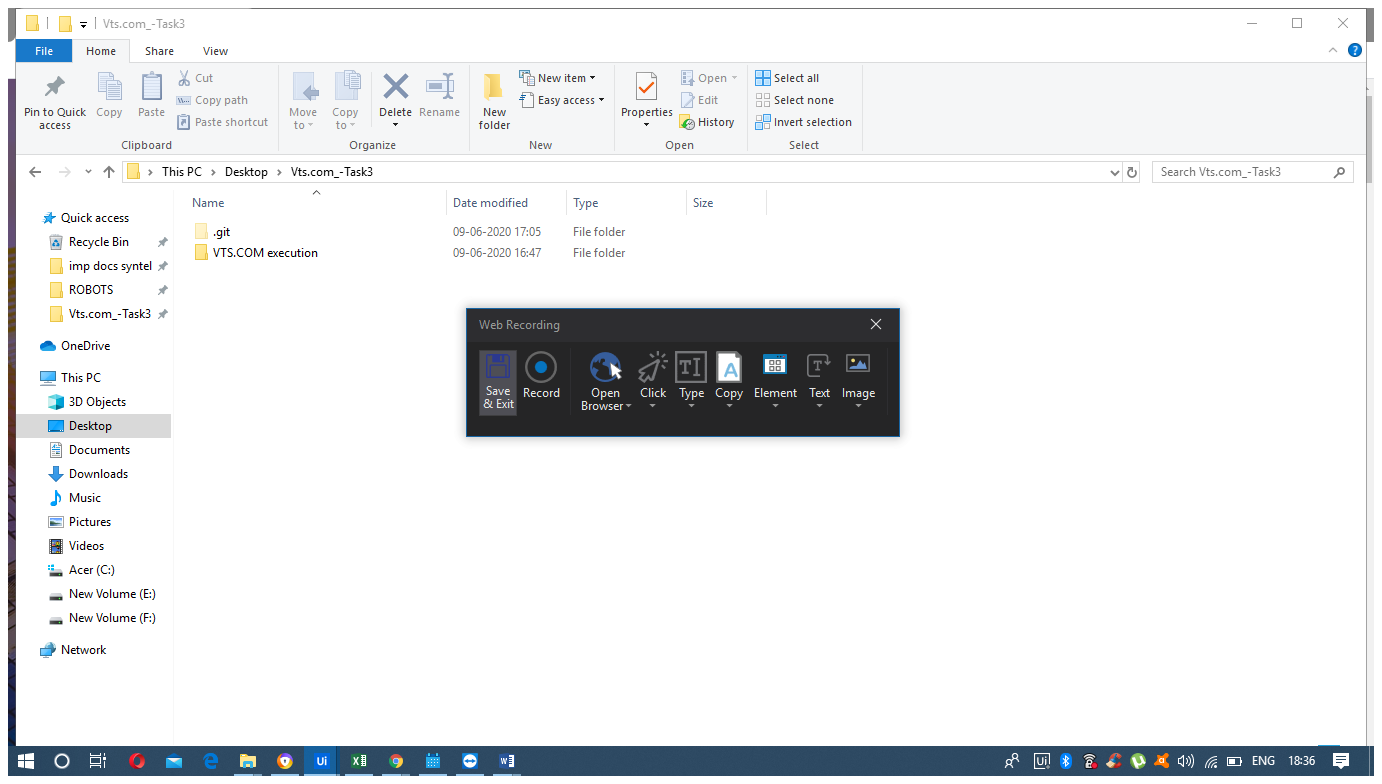 Vts.com_-Task3
File Home Share View
Pin to Quick access
Copy
Paste
Cut
Copy path
Paste shortcut
Clipboard
Move to
Copy to
Delete
Rename
Organize
New folder
New item
Easy access
New
Properties
Open
Edit
History
Open
Select all
Select none
Invert selection
Select
This PC > Desktop > Vts.com_-Task3
Search Vts.com_-Task3
Name Date modified Type Size
.git 09-06-2020 17:05 File folder
VTS.COM execution 09-06-2020 16:47 File folder
Quick access
Recycle Bin
imp docs syntel
ROBOTS
Vts.com_-Task3
OneDrive
This PC
3D Objects
Desktop
Documents
Downloads
Music
Pictures
Videos
Acer (C:)
New Volume (E:)
New Volume (F:)
Network
Web Recording
Save & Exit
Record
Open Browser
Click
Type
Copy
Element
Text
Image
Ui
Ui
ENG 18:36